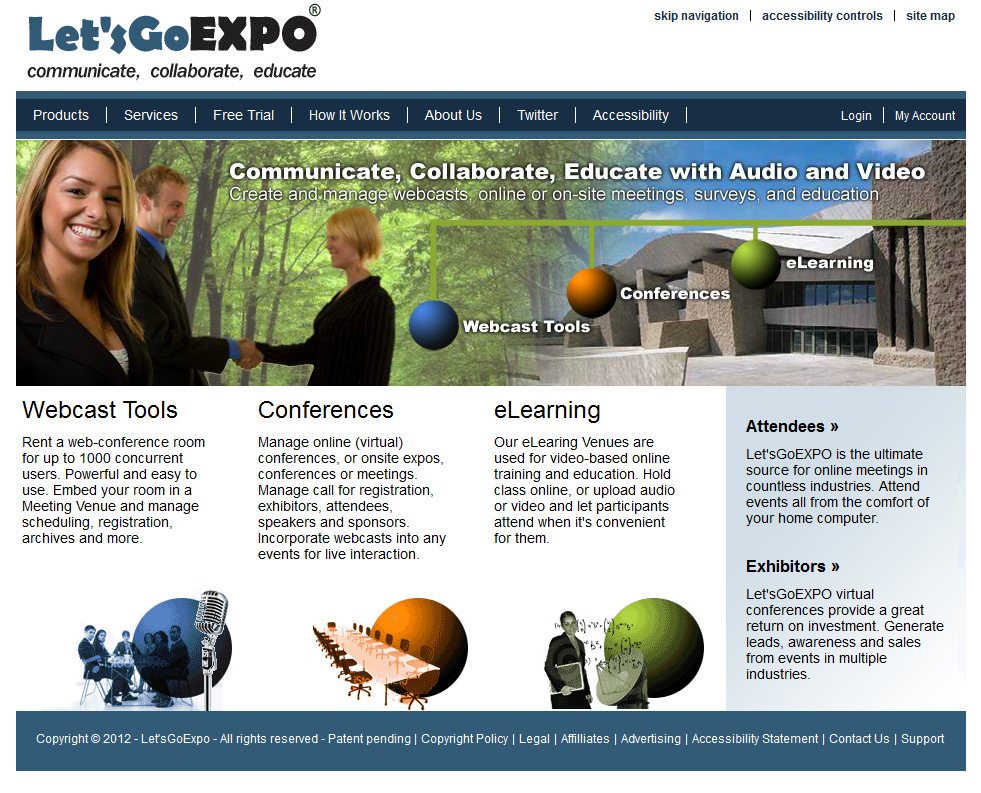 Let'sGoEXPO®
communicate, collaborate, educate
skip navigation | accessibility controls | site map
Products | Services | Free Trial | How It Works | About Us | Twitter | Accessibility |
Login | My Account
Communicate, Collaborate, Educate with Audio and Video
Create and manage webcasts, online or on-site meetings, surveys, and education
eLearning
Conferences
Webcast Tools
Webcast Tools
Rent a web-conference room
for up to 1000 concurrent
users. Powerful and easy to
use. Embed your room in a
Meeting Venue and manage
scheduling, registration,
archives and more.
Conferences
Manage online (virtual)
conferences, or onsite expos,
conferences or meetings.
Manage call for registration,
exhibitors, attendees,
speakers and sponsors.
Incorporate webcasts into any
events for live interaction.
eLearning
Our eLearing Venues are
used for video-based online
training and education. Hold
class online, or upload audio
or video and let participants
attend when it's convenient
for them.
Attendees »
Let'sGoEXPO is the ultimate
source for online meetings in
countless industries. Attend
events all from the comfort of
your home computer.
Exhibitors »
Let'sGoEXPO virtual
conferences provide a great
return on investment. Generate
leads, awareness and sales
from events in multiple
industries.
Copyright © 2012 - Let'sGoExpo - All rights reserved - Patent pending | Copyright Policy | Legal | Affilliates | Advertising | Accessibility Statement | Contact Us | Support